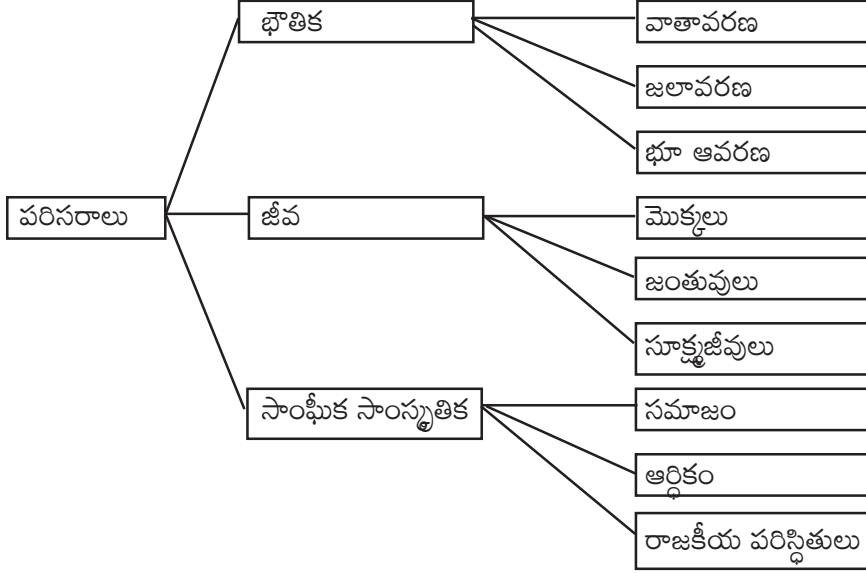 పరిసరాలు
భౌతిక
వాతావరణ
జలావరణ
భూ ఆవరణ
జీవ
మొక్కలు
జంతువులు
సూక్ష్మజీవులు
సాంఘీక సాంస్కృతిక
సమాజం
ఆర్ధికం
రాజకీయ పరిస్ధితులు